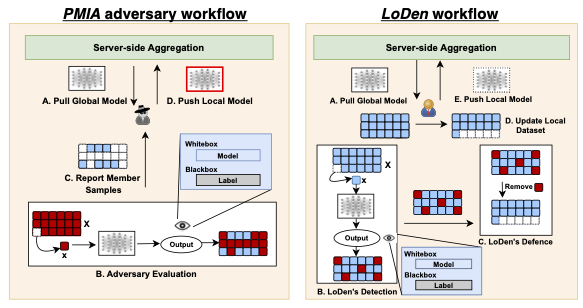 PMIA adversary workflow
Server-side Aggregation
A. Pull Global Model
D. Push Local Model
C. Report Member
Samples
Whitebox
Model
Blackbox
Label
X
x
Output
B. Adversary Evaluation
LoDen workflow
Server-side Aggregation
A. Pull Global Model
E. Push Local Model
D. Update Local
Dataset
X
x
Output
Remove
C. LoDen's Defence
Whitebox
Model
Blackbox
Label
B. LoDen's Detection